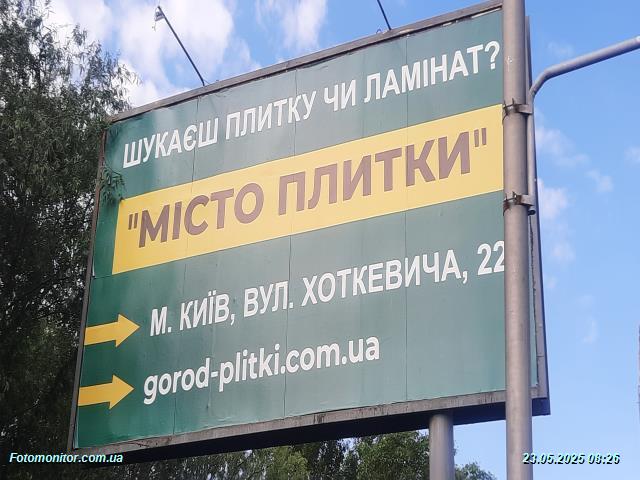 ШУКАЄШ ПЛИТКУ ЧИ ЛАМІНАТ?
"МІСТО ПЛИТКИ"
М. КИЇВ, ВУЛ. ХОТКЕВИЧА, 22
gorod-plitki.com.ua
Fotomonitor.com.ua
23.05.2025 08:26